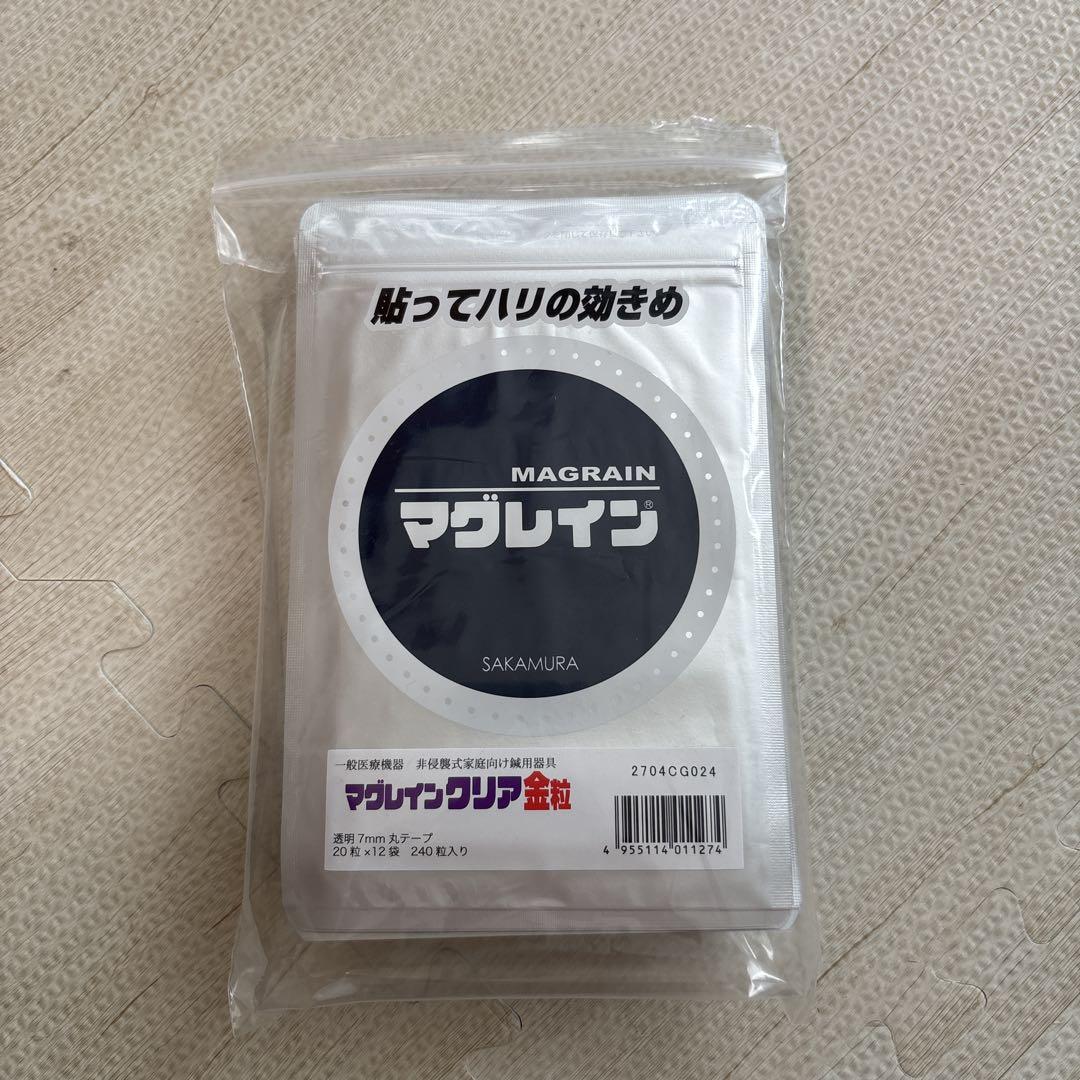 貼ってハリの効きめ
MAGRAIN
マグレイン®
SAKAMURA
一般医療機器 非侵襲式家庭向け鍼用器具
2704CG024
マグレインクリア金粒
透明7mm丸テープ
20粒×12袋 240粒入り
4 955114 011274